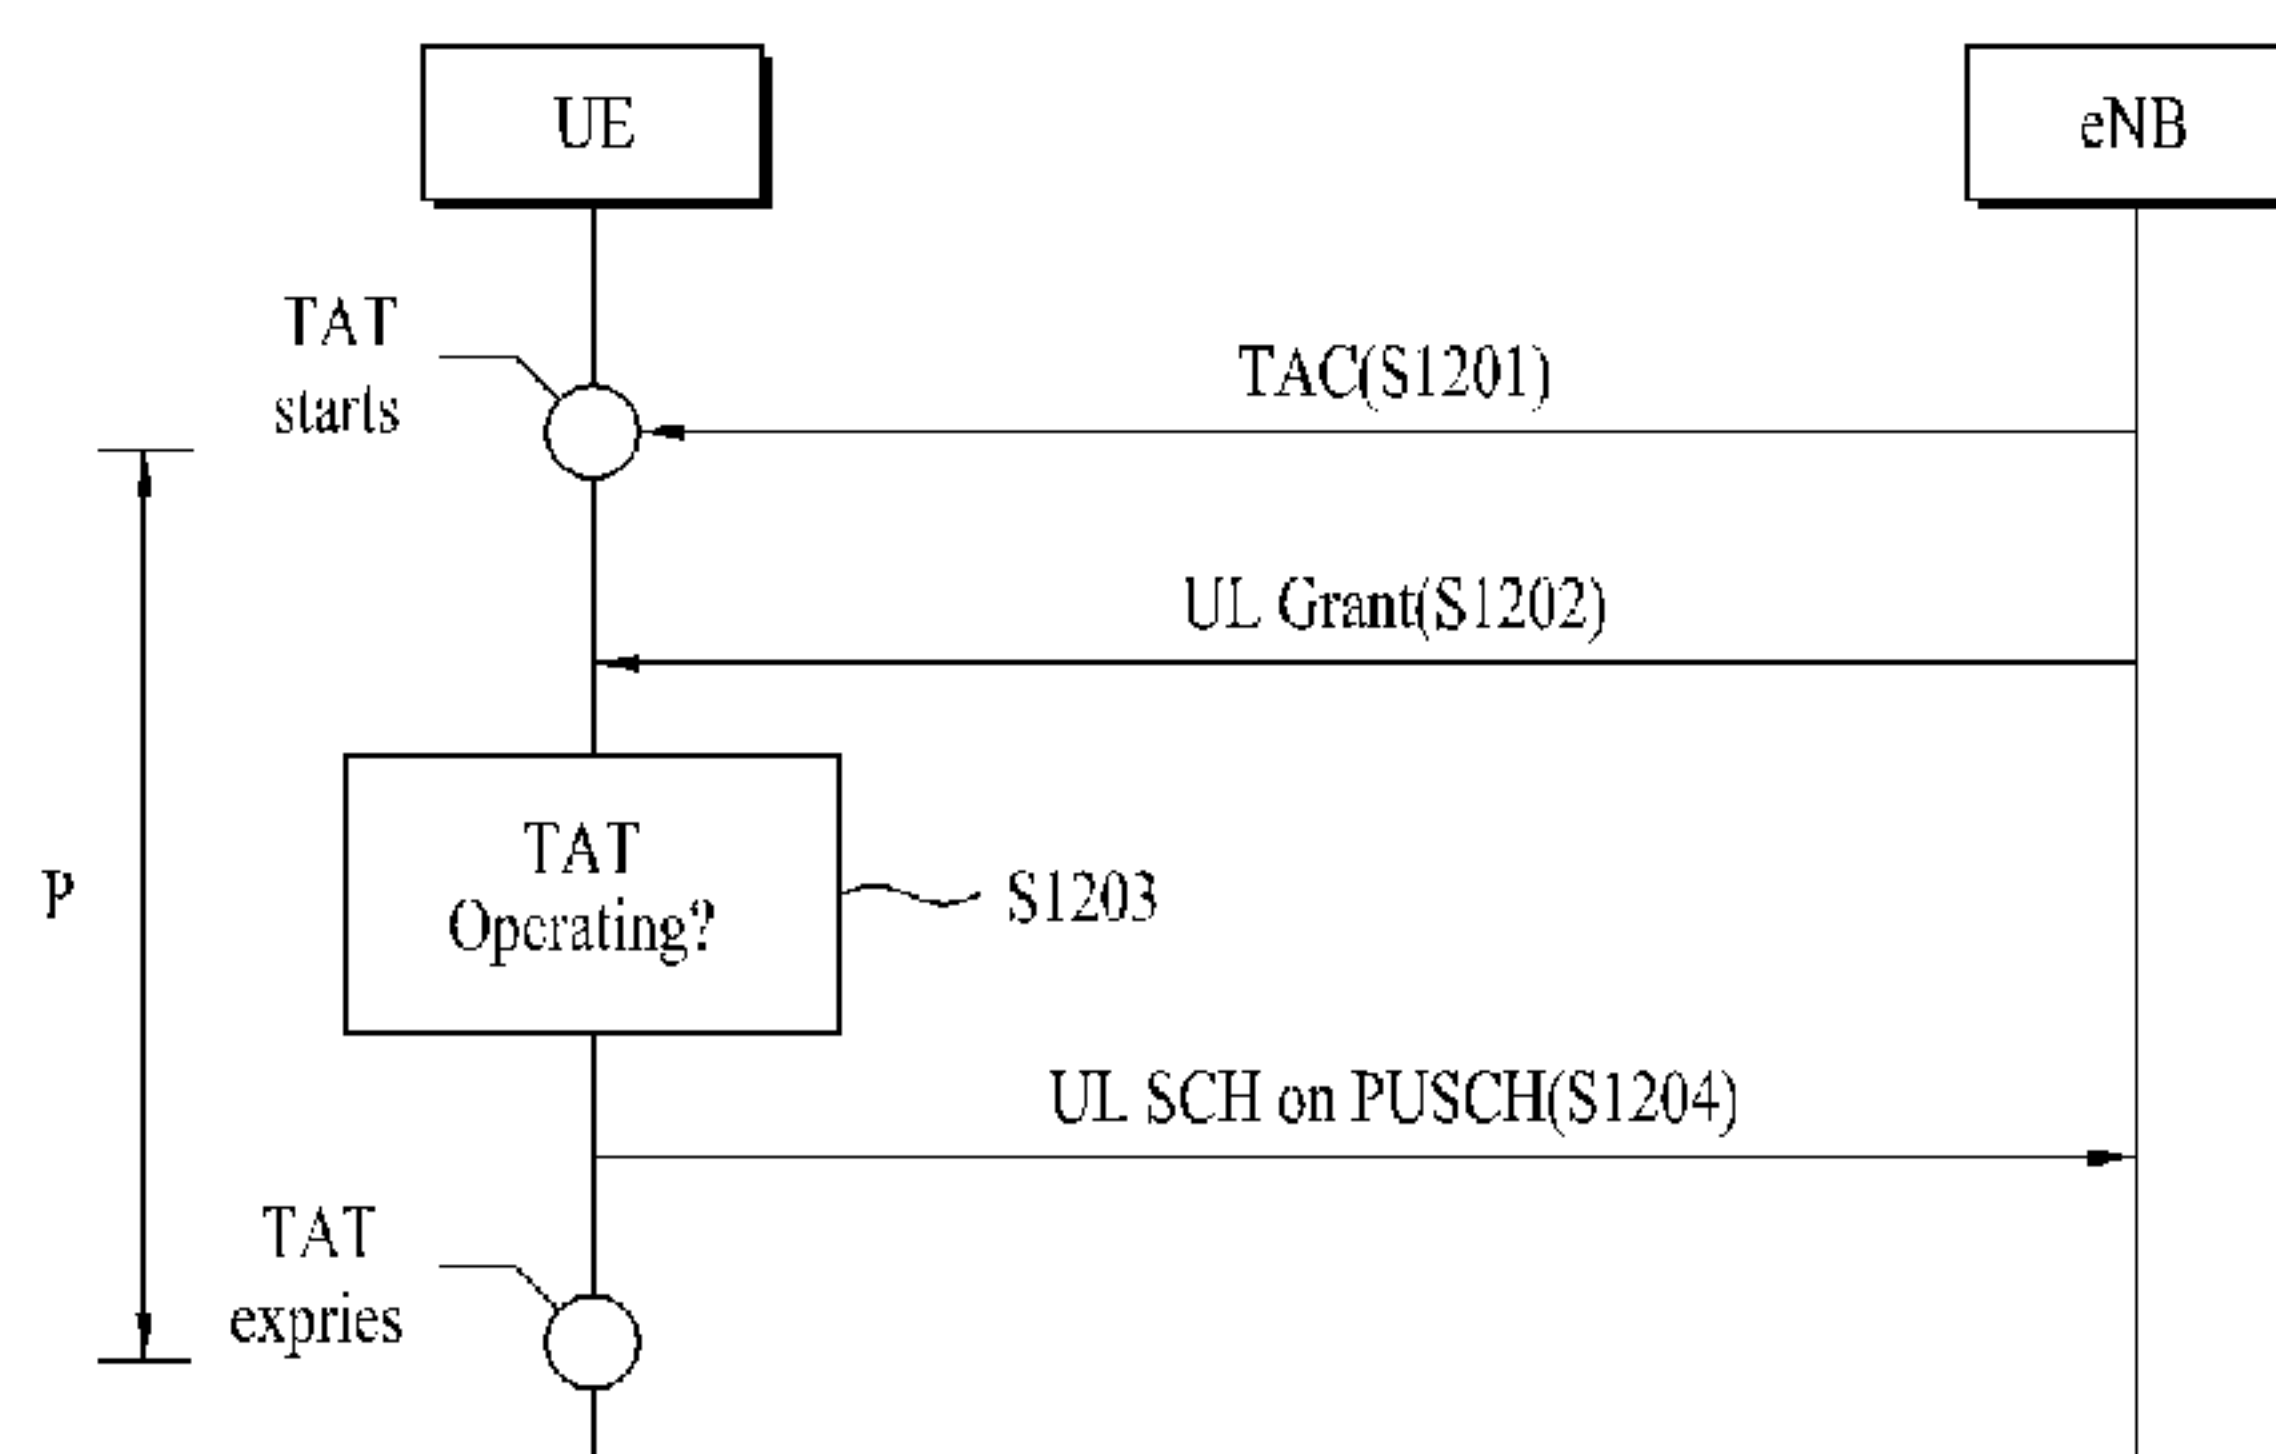 UE
eNB
TAT
starts
TAC(S1201)
UL Grant(S1202)
TAT
Operating?
S1203
P
UL SCH on PUSCH(S1204)
TAT
expries